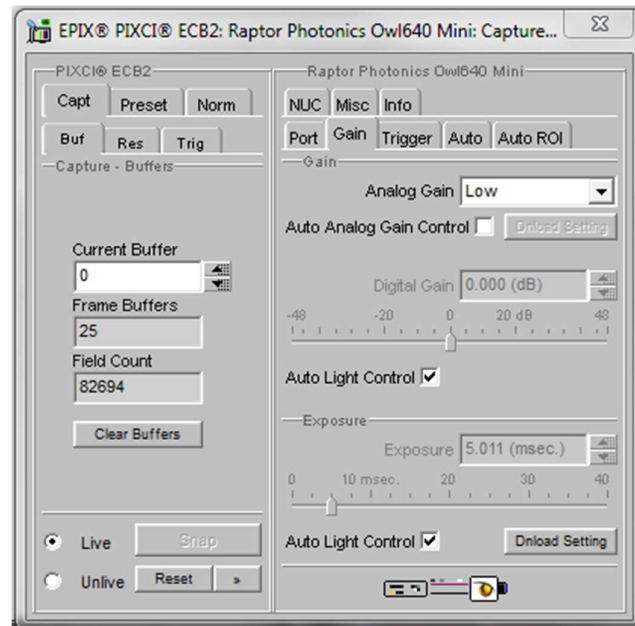 EPIX® PIXCI® ECB2: Raptor Photonics Owl640 Mini: Capture...
PIXCI® ECB2
Capt Preset Norm
Buf Res Trig
Capture - Buffers
Current Buffer
0
Frame Buffers
25
Field Count
82694
Clear Buffers
Live Snap
Unlive Reset »
Raptor Photonics Owl640 Mini
NUC Misc Info
Port Gain Trigger Auto Auto ROI
Gain
Analog Gain Low
Auto Analog Gain Control Dnload Setting
Digital Gain 0.000 (dB)
-48 -20 0 20 dB 48
Auto Light Control
Exposure
Exposure 5.011 (msec.)
0 10 msec. 20 30 40
Auto Light Control Dnload Setting